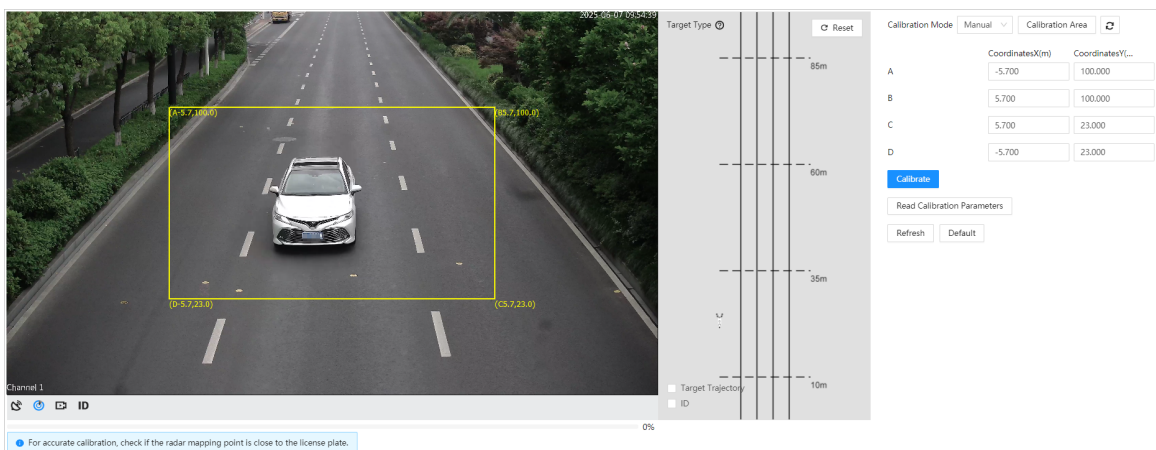 2025-06-07 09:54:39
(A-5.7,100.0)
(B5.7,100.0)
(D-5.7,23.0)
(C5.7,23.0)
Channel 1
ID
0%
For accurate calibration, check if the radar mapping point is close to the license plate.
Target Type
Reset
85m
60m
35m
10m
Target Trajectory
ID
Calibration Mode Manual Calibration Area
CoordinatesX(m) CoordinatesY(...
A -5.700 100.000
B 5.700 100.000
C 5.700 23.000
D -5.700 23.000
Calibrate
Read Calibration Parameters
Refresh Default